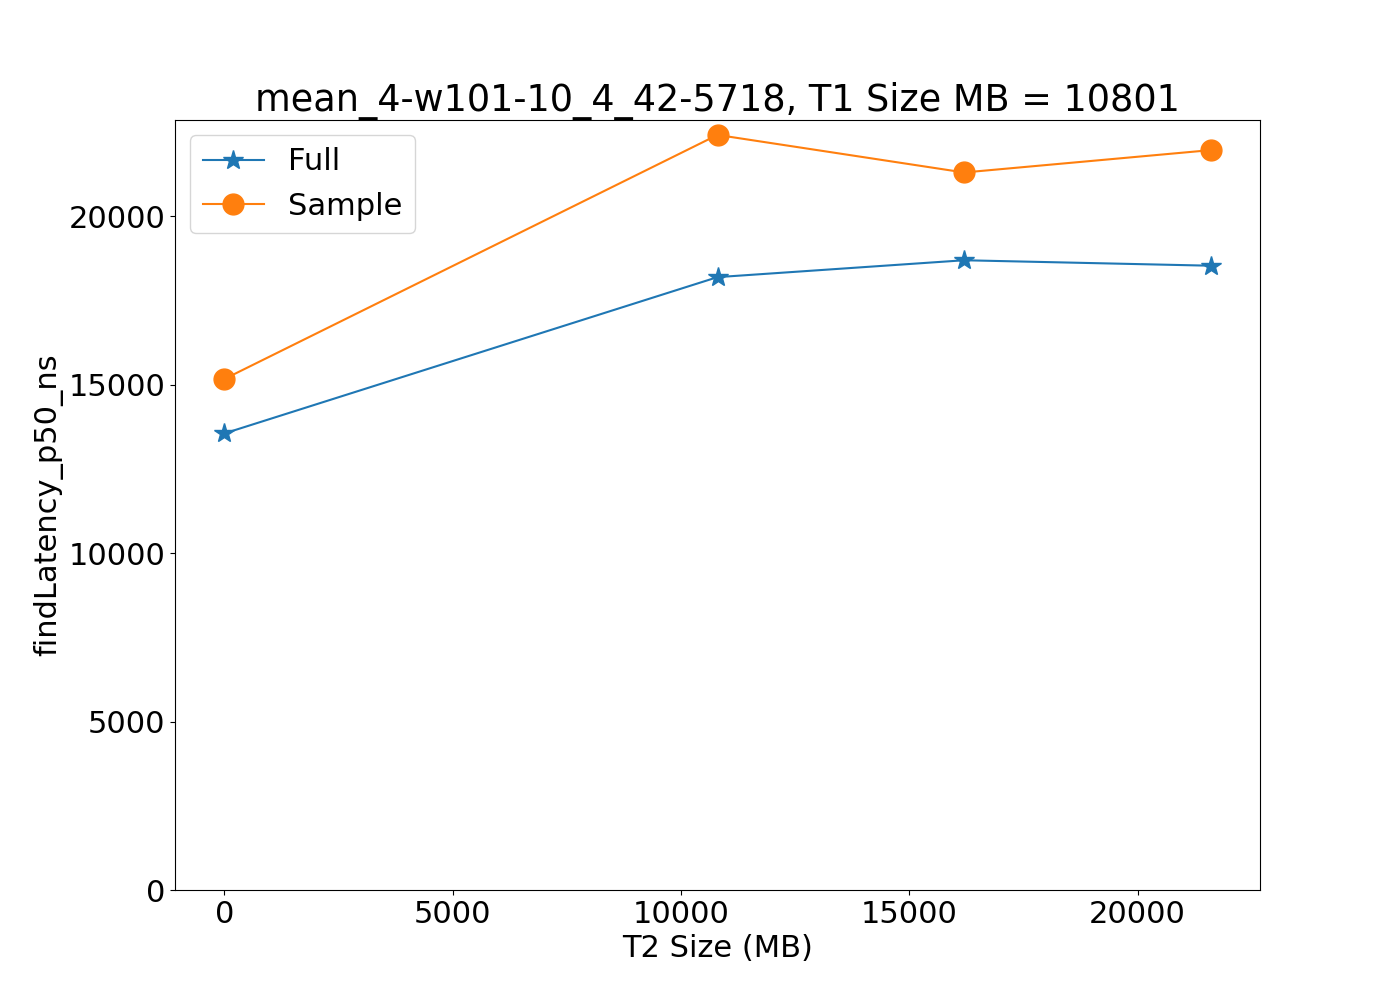 mean_4-w101-10_4_42-5718, T1 Size MB = 10801
Full
Sample
findLatency_p50_ns
20000
15000
10000
5000
0
0 5000 10000 15000 20000
T2 Size (MB)